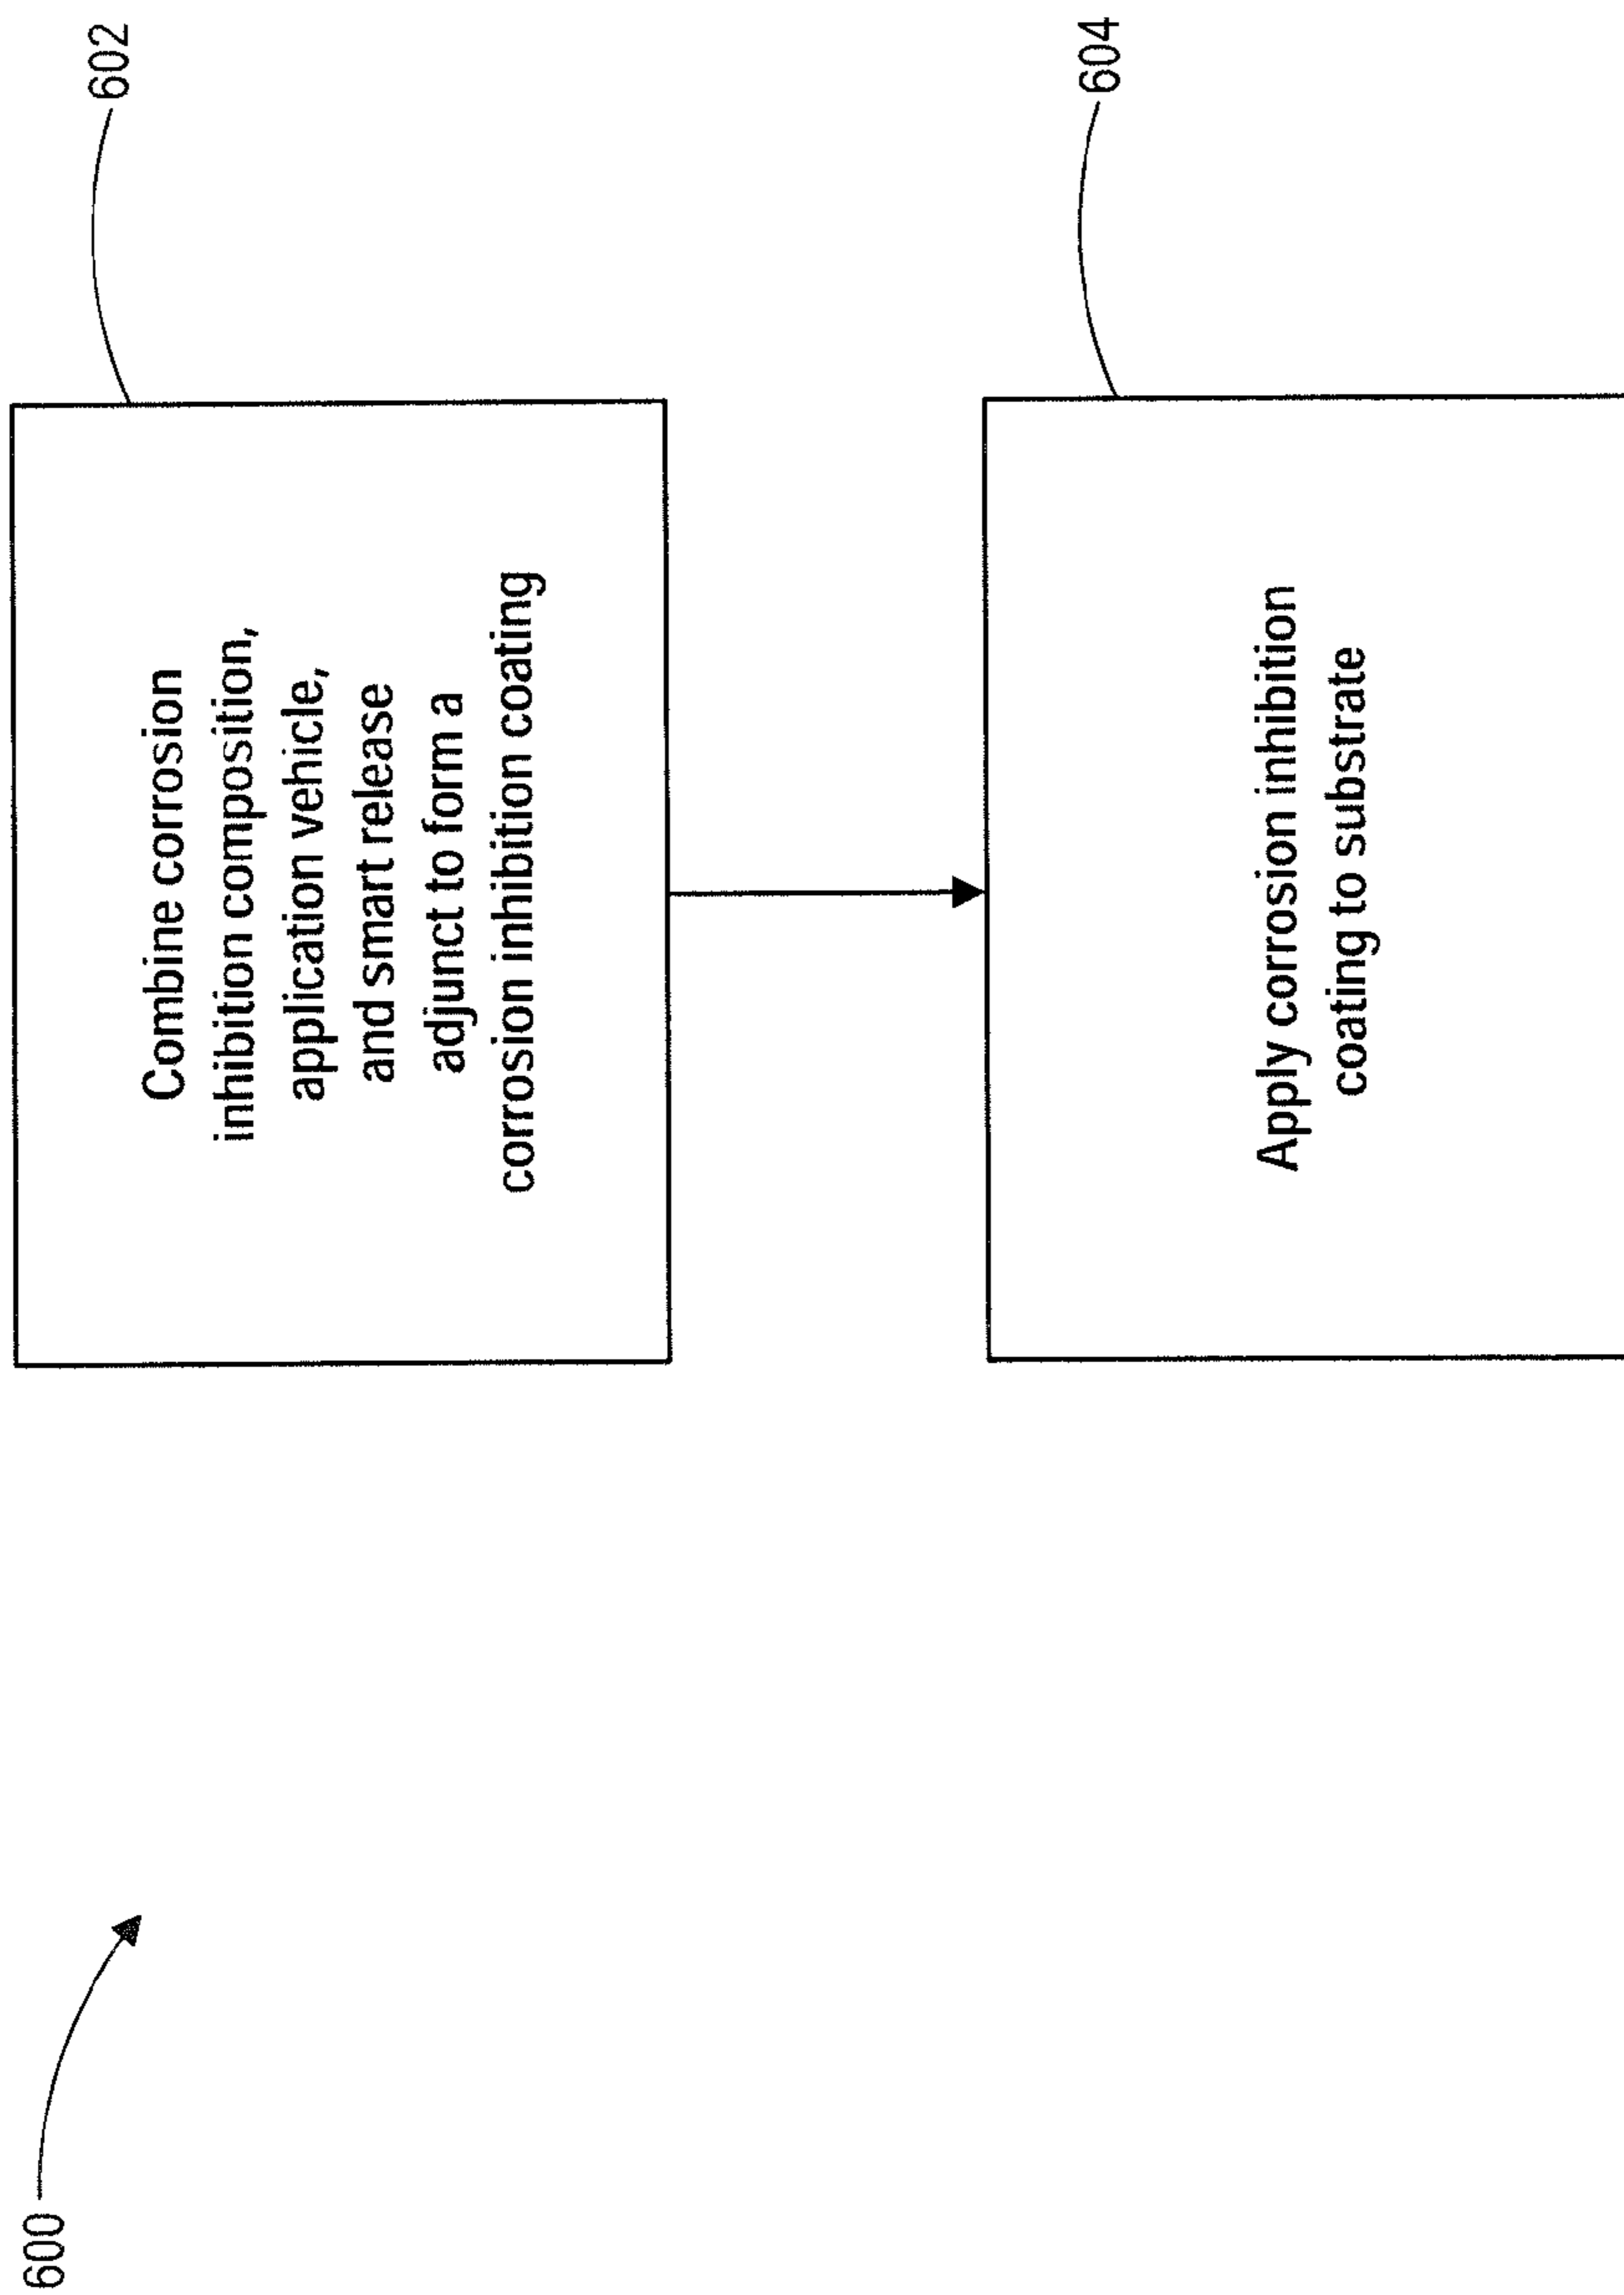 600
602
Combine corrosion
inhibition composition,
application vehicle,
and smart release
adjunct to form a
corrosion inhibition coating
604
Apply corrosion inhibition
coating to substrate